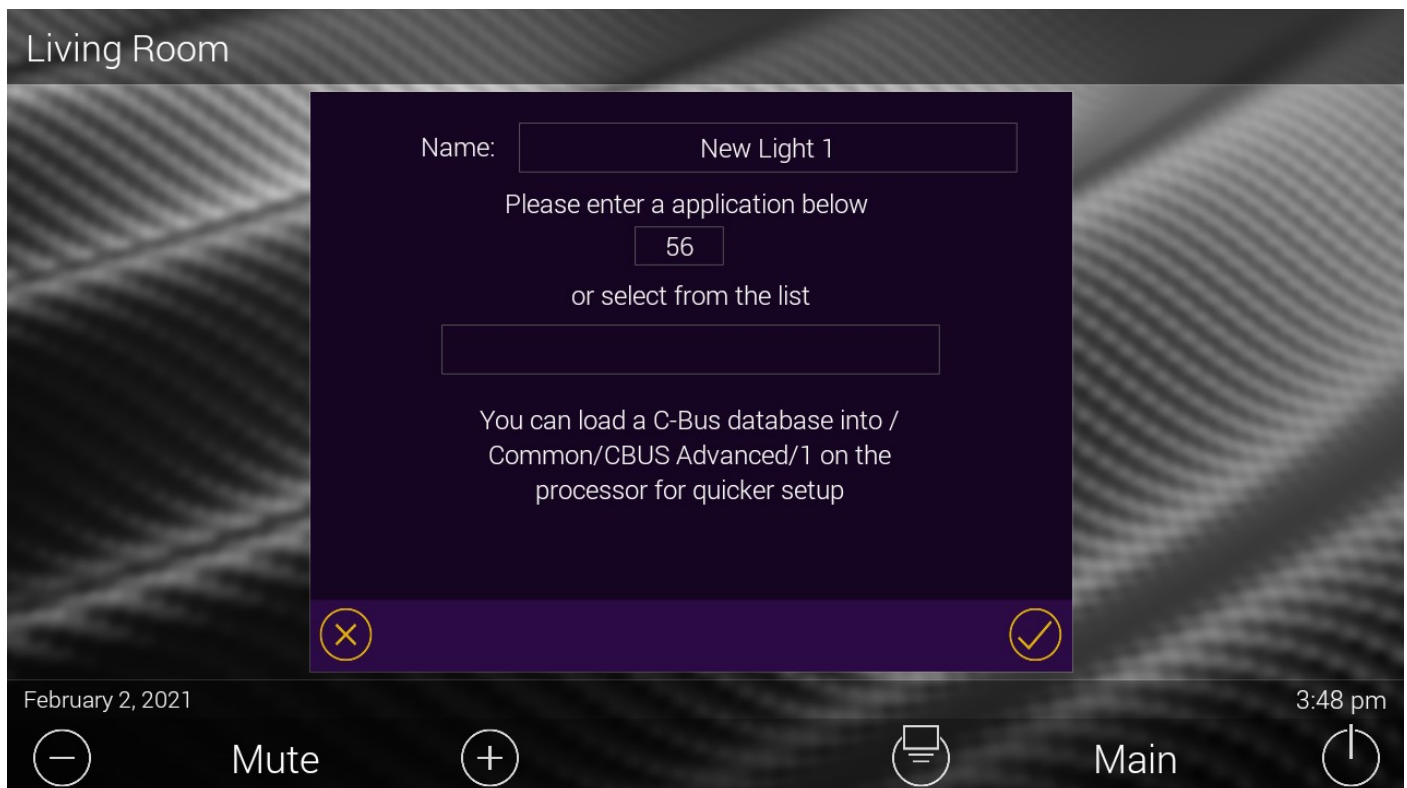 Living Room
Name: New Light 1
Please enter a application below
56
or select from the list
You can load a C-Bus database into /
Common/CBUS Advanced/1 on the
processor for quicker setup
February 2, 2021 3:48 pm
Mute Main